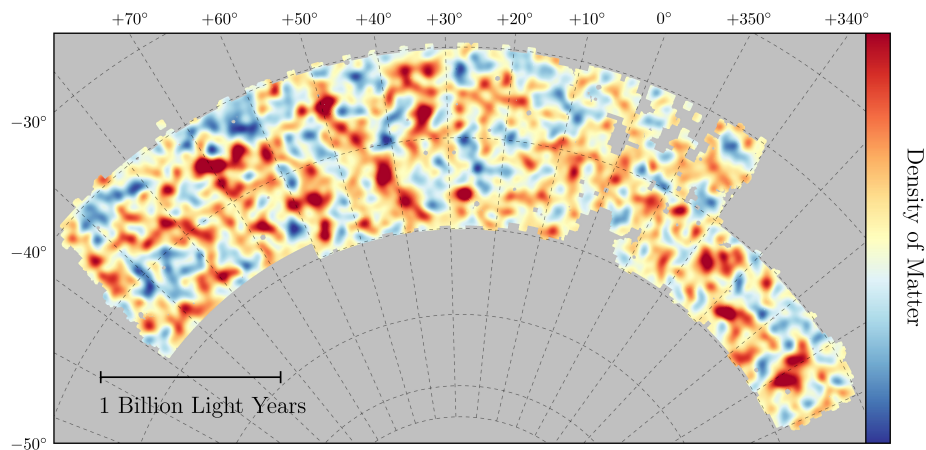 +70° +60° +50° +40° +30° +20° +10° 0° +350° +340°
−30°
−40°
−50°
1 Billion Light Years
Density of Matter